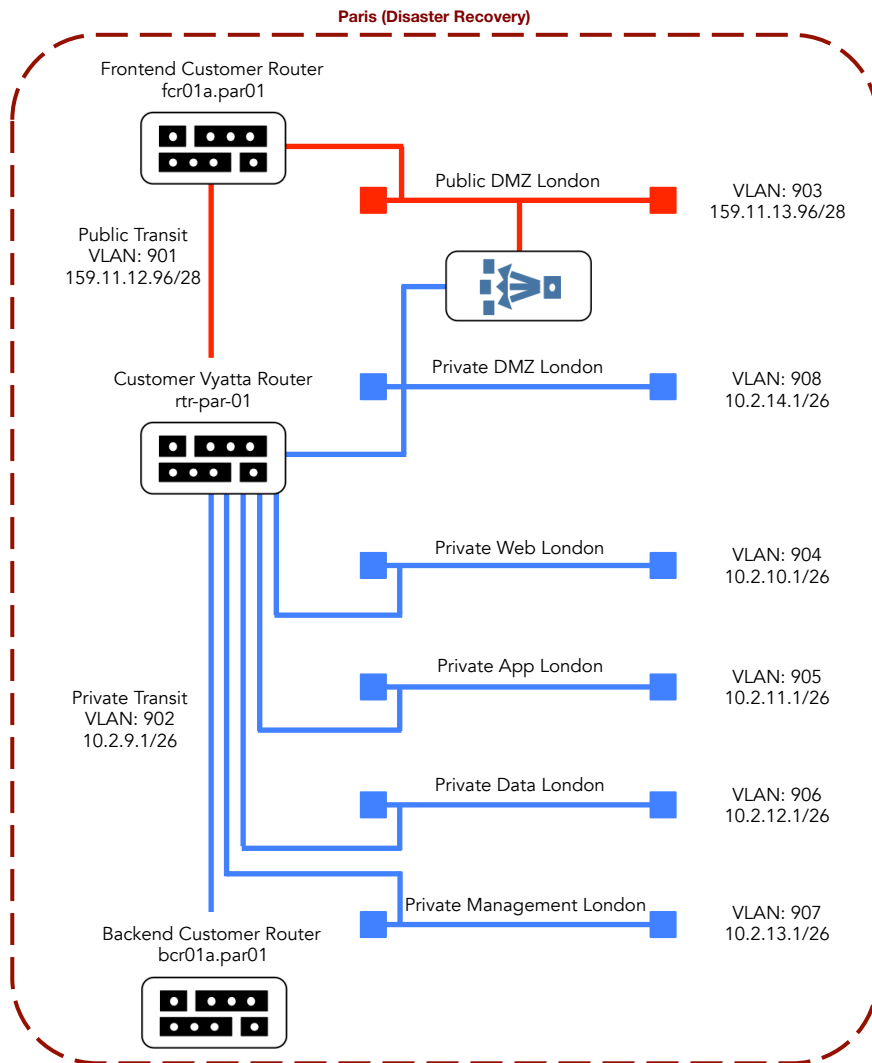 Paris (Disaster Recovery)
Frontend Customer Router
fcr01a.par01
Public DMZ London
VLAN: 903
159.11.13.96/28
Public Transit
VLAN: 901
159.11.12.96/28
Customer Vyatta Router
rtr-par-01
Private DMZ London
VLAN: 908
10.2.14.1/26
Private Web London
VLAN: 904
10.2.10.1/26
Private App London
VLAN: 905
10.2.11.1/26
Private Transit
VLAN: 902
10.2.9.1/26
Private Data London
VLAN: 906
10.2.12.1/26
Private Management London
VLAN: 907
10.2.13.1/26
Backend Customer Router
bcr01a.par01